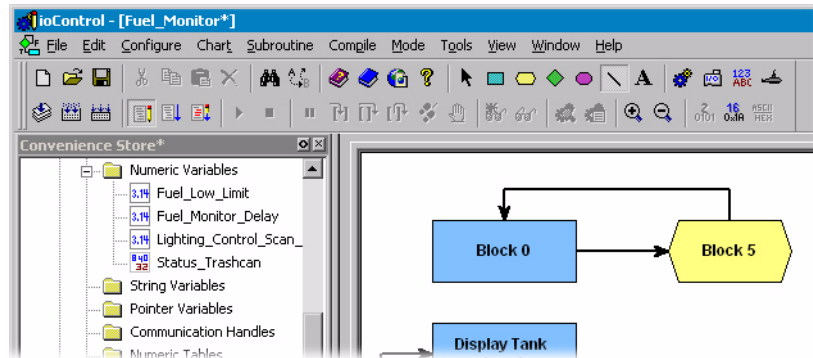 ioControl - [Fuel_Monitor*]
File Edit Configure Chart Subroutine Compile Mode Tools View Window Help
A 123 ABC
0101 16 0x1A ASCII HEX
Convenience Store*
Numeric Variables
3.14 Fuel_Low_Limit
3.14 Fuel_Monitor_Delay
3.14 Lighting_Control_Scan_
840 32 Status_Trashcan
String Variables
Pointer Variables
Communication Handles
Numeric Tables
Block 0
Block 5
Display Tank